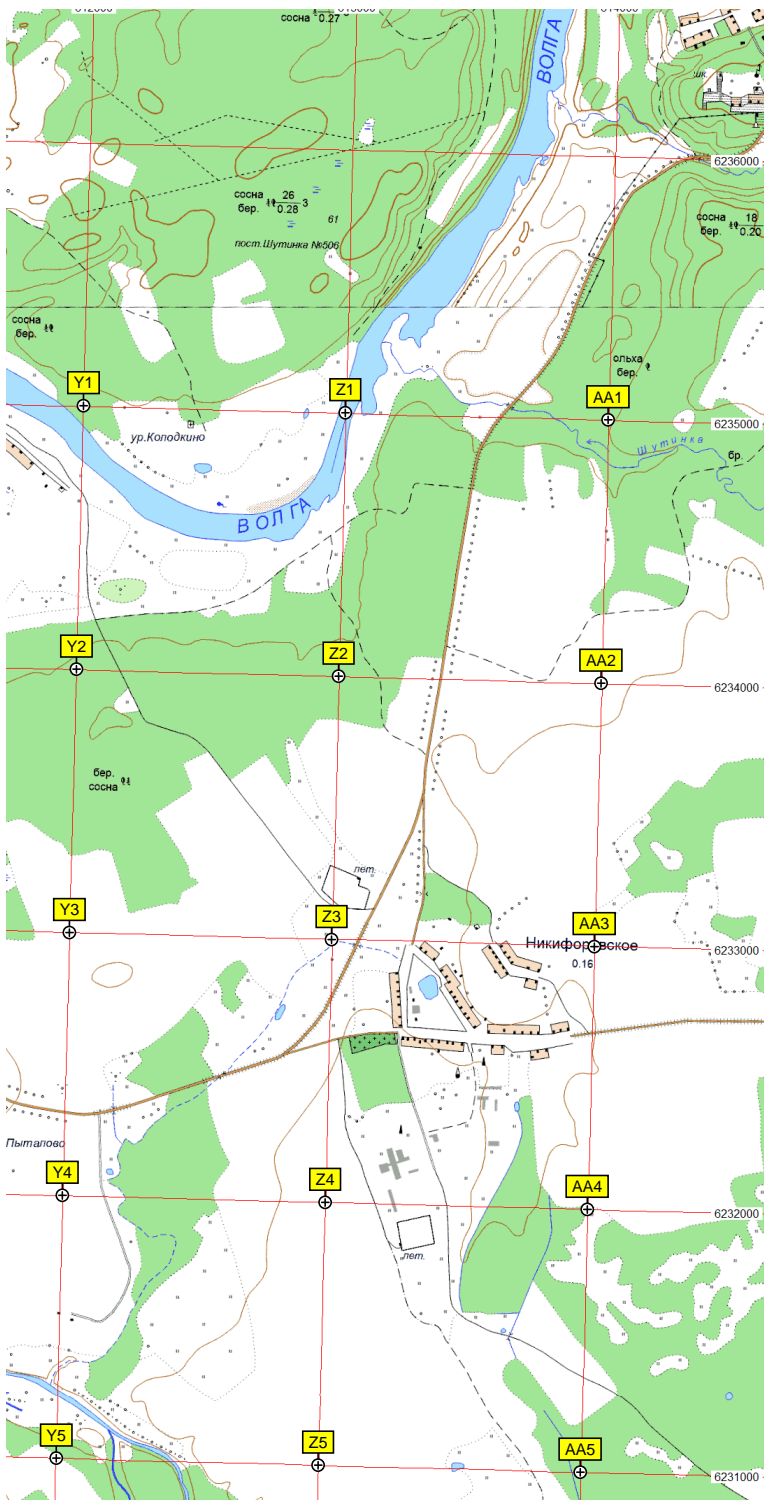 сосна 0.27
ВОЛГА
шк.
6236000
сосна 26
бер. 0.28 3
61
пост.Шутинка №506
сосна 18
бер. 0.20
сосна
бер.
ольха
бер.
Y1
Z1
AA1
6235000
ур.Колодкино
Шутинка
бр.
ВОЛГА
Y2
Z2
AA2
6234000
бер.
сосна
лет.
Y3
Z3
AA3
6233000
0.16
Пыталово
Y4
Z4
AA4
6232000
лет.
Y5
Z5
AA5
6231000